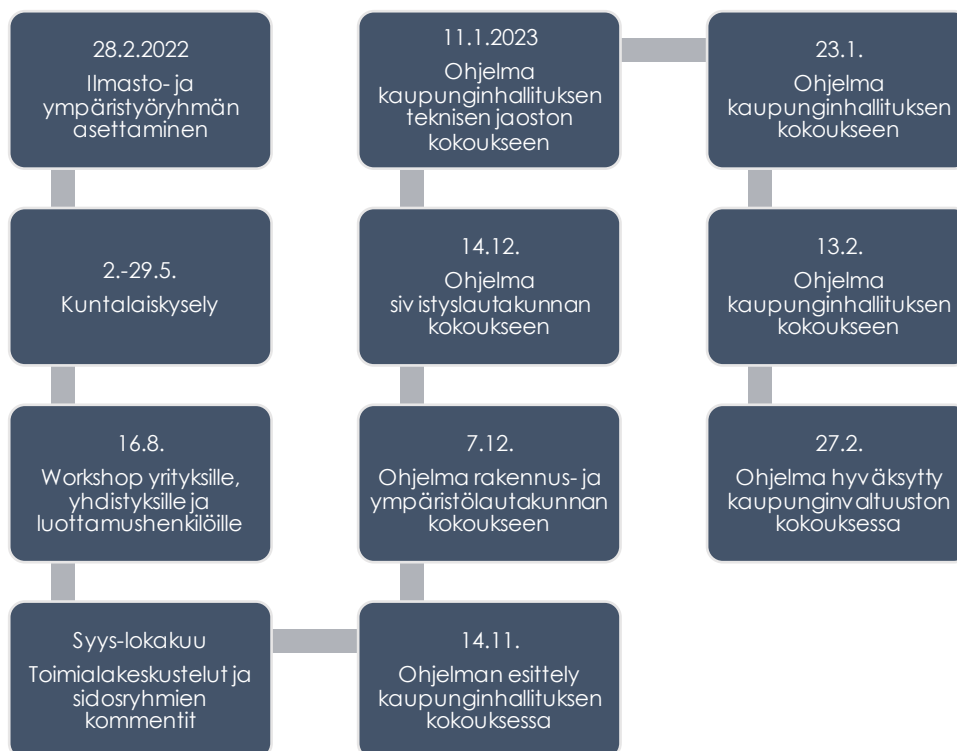 28.2.2022
Ilmasto- ja
ympäristyöryhmän
asettaminen
2.-29.5.
Kuntalaiskysely
16.8.
Workshop yrityksille,
yhdistyksille ja
luottamushenkilöille
Syys-lokakuu
Toimialakeskustelut ja
sidosryhmien
kommentit
14.11.
Ohjelman esittely
kaupunginhallituksen
kokouksessa
7.12.
Ohjelma rakennus- ja
ympäristölautakunnan
kokoukseen
14.12.
Ohjelma
sivistyslautakunnan
kokoukseen
11.1.2023
Ohjelma
kaupunginhallituksen
teknisen jaoston
kokoukseen
23.1.
Ohjelma
kaupunginhallituksen
kokoukseen
13.2.
Ohjelma
kaupunginhallituksen
kokoukseen
27.2.
Ohjelma hyväksytty
kaupunginvaltuuston
kokouksessa